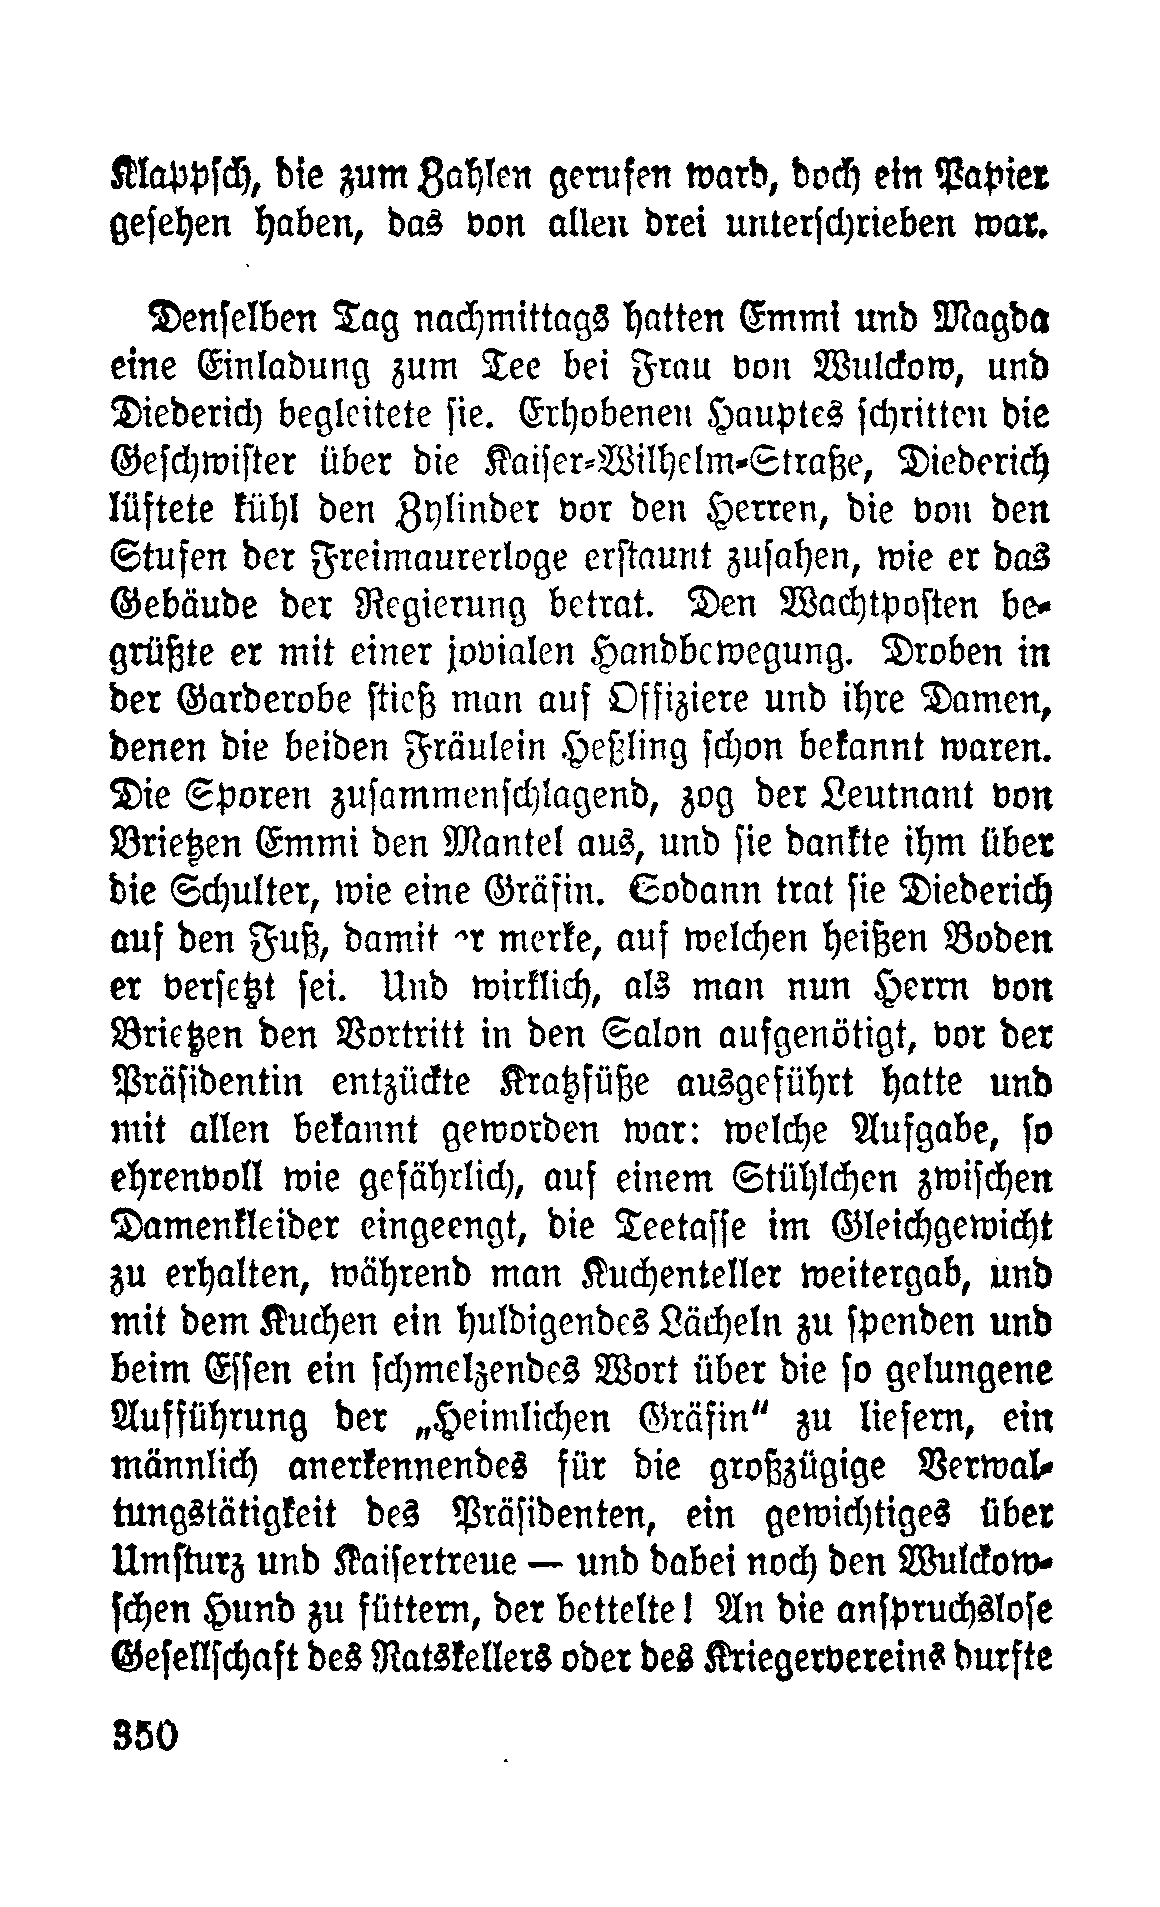 Klappſch, die zum Zahlen gerufen ward, doch ein Papier
geſehen haben, das von allen drei unterſchrieben war.
Denſelben Tag nachmittags hatten Emmi und Magda
eine Einladung zum Tee bei Frau von Wulckow, und
Diederich begleitete ſie. Erhobenen Hauptes ſchritten die
Geſchwiſter über die Kaiſer-Wilhelm-Straße, Diederich
lüftete kühl den Zylinder vor den Herren, die von den
Stufen der Freimaurerloge erſtaunt zuſahen, wie er das
Gebäude der Regierung betrat. Den Wachtpoſten be-
grüßte er mit einer jovialen Handbewegung. Droben in
der Garderobe ſtieß man auf Offiziere und ihre Damen,
denen die beiden Fräulein Heßling ſchon bekannt waren.
Die Sporen zuſammenſchlagend, zog der Leutnant von
Brietzen Emmi den Mantel aus, und ſie dankte ihm über
die Schulter, wie eine Gräfin. Sodann trat ſie Diederich
auf den Fuß, damit er merke, auf welchen heißen Boden
er verſetzt ſei. Und wirklich, als man nun Herrn von
Brietzen den Vortritt in den Salon aufgenötigt, vor der
Präſidentin entzückte Kratzfüße ausgeführt hatte und
mit allen bekannt geworden war: welche Aufgabe, ſo
ehrenvoll wie gefährlich, auf einem Stühlchen zwiſchen
Damenkleider eingeengt, die Teetaſſe im Gleichgewicht
zu erhalten, während man Kuchenteller weitergab, und
mit dem Kuchen ein huldigendes Lächeln zu ſpenden und
beim Eſſen ein ſchmelzendes Wort über die ſo gelungene
Aufführung der „Heimlichen Gräfin“ zu liefern, ein
männlich anerkennendes für die großzügige Verwal-
tungstätigkeit des Präſidenten, ein gewichtiges über
Umſturz und Kaiſertreue — und dabei noch den Wulckow-
ſchen Hund zu füttern, der bettelte! An die anſpruchsloſe
Geſellſchaft des Ratskellers oder des Kriegervereins durfte
350